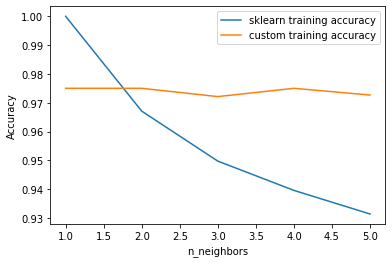 sklearn training accuracy
custom training accuracy
1.00
0.99
0.98
0.97
0.96
0.95
0.94
0.93
Accuracy
1.0 1.5 2.0 2.5 3.0 3.5 4.0 4.5 5.0
n_neighbors